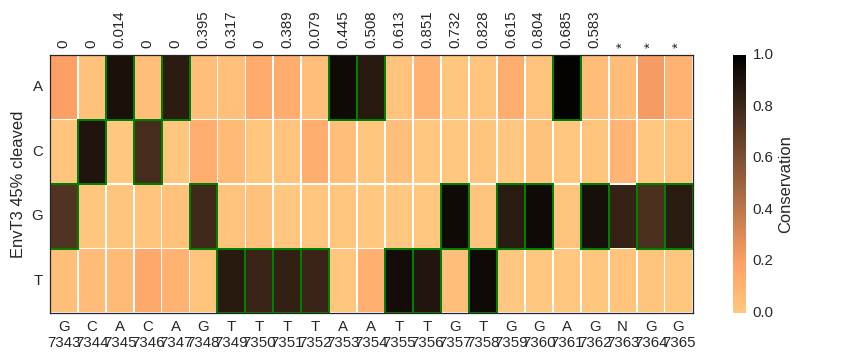 0 0 0.014 0 0 0.395 0.317 0 0.389 0.079 0.445 0.508 0.613 0.851 0.732 0.828 0.615 0.804 0.685 0.583 * * *
EnvT3 45% cleaved
A
C
G
T
G C A C A G T T T T A A T T G T G G A G N G G
7343 7344 7345 7346 7347 7348 7349 7350 7351 7352 7353 7354 7355 7356 7357 7358 7359 7360 7361 7362 7363 7364 7365
1.0
0.8
0.6
0.4
0.2
0.0
Conservation